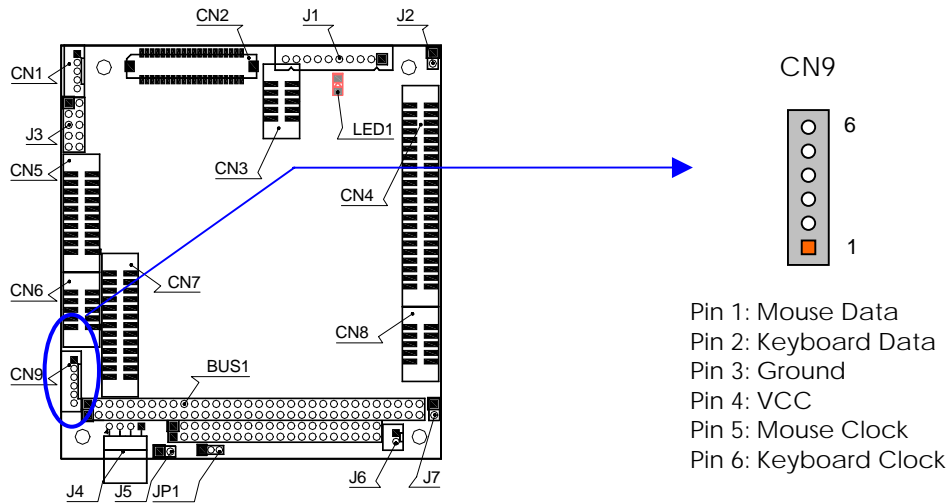 CN2
J1
J2
CN1
J3
CN5
CN3
LED1
CN4
CN6
CN7
CN8
CN9
BUS1
J4
J5
JP1
J6
J7
CN9
6
1
Pin 1: Mouse Data
Pin 2: Keyboard Data
Pin 3: Ground
Pin 4: VCC
Pin 5: Mouse Clock
Pin 6: Keyboard Clock